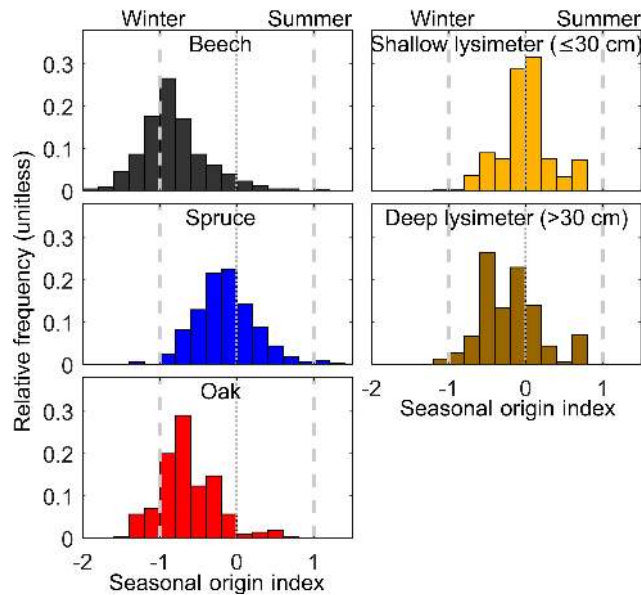 Winter Summer Winter Summer
Beech
Shallow lysimeter (≤30 cm)
0.3
0.2
0.1
0
Spruce
Deep lysimeter (>30 cm)
0.3
0.2
0.1
0
-2 -1 0 1
Seasonal origin index
Oak
0.3
0.2
0.1
0
-2 -1 0 1
Seasonal origin index
Relative frequency (unitless)